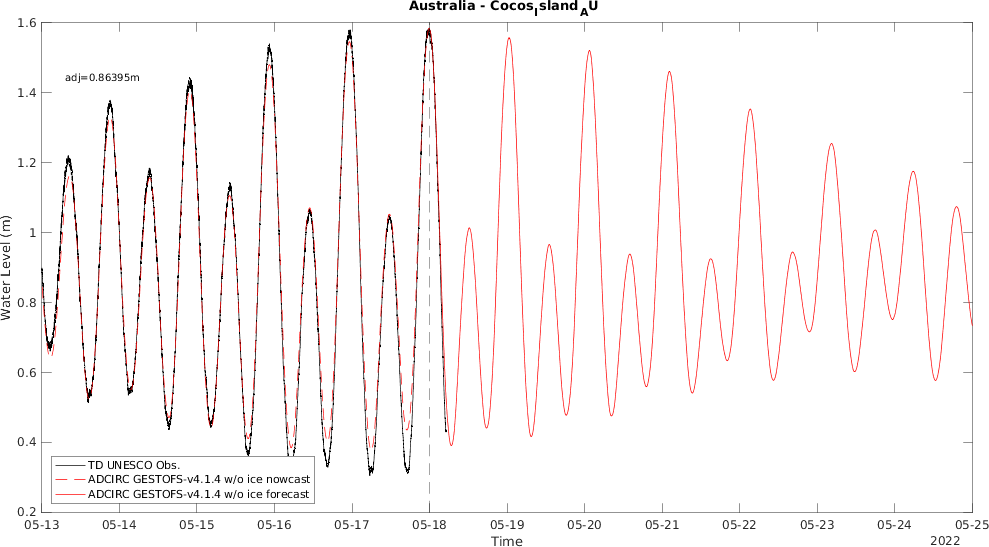 Australia - Cocos_Island_AU
adj=0.86395m
1.6
1.4
1.2
1
0.8
0.6
0.4
0.2
Water Level (m)
TD UNESCO Obs.
ADCIRC GESTOFS-v4.1.4 w/o ice nowcast
ADCIRC GESTOFS-v4.1.4 w/o ice forecast
05-13 05-14 05-15 05-16 05-17 05-18 05-19 05-20 05-21 05-22 05-23 05-24 05-25
Time
2022